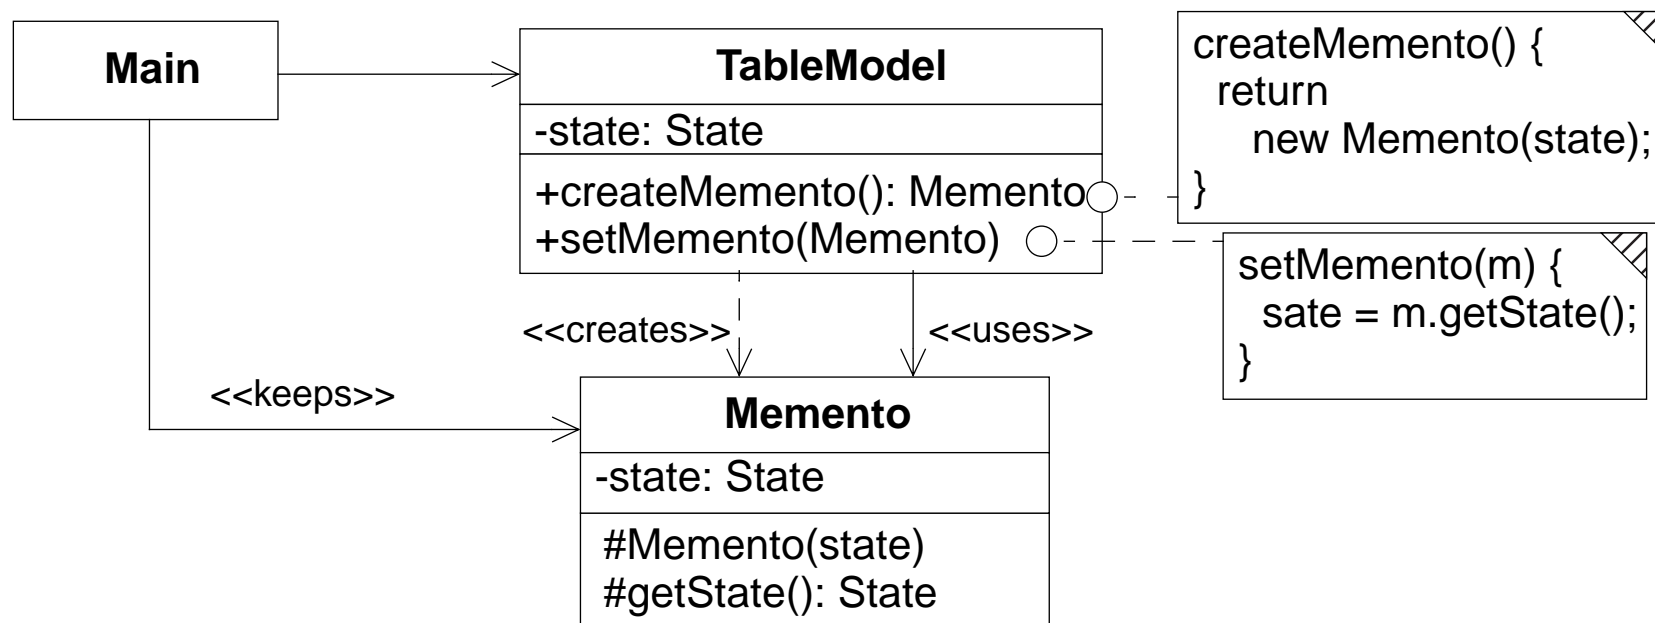 Main
TableModel
-state: State
+createMemento(): Memento
+setMemento(Memento)
createMemento() {
return
new Memento(state);
}
setMemento(m) {
sate = m.getState();
}
<<creates>>
<<uses>>
<<keeps>>
Memento
-state: State
#Memento(state)
#getState(): State